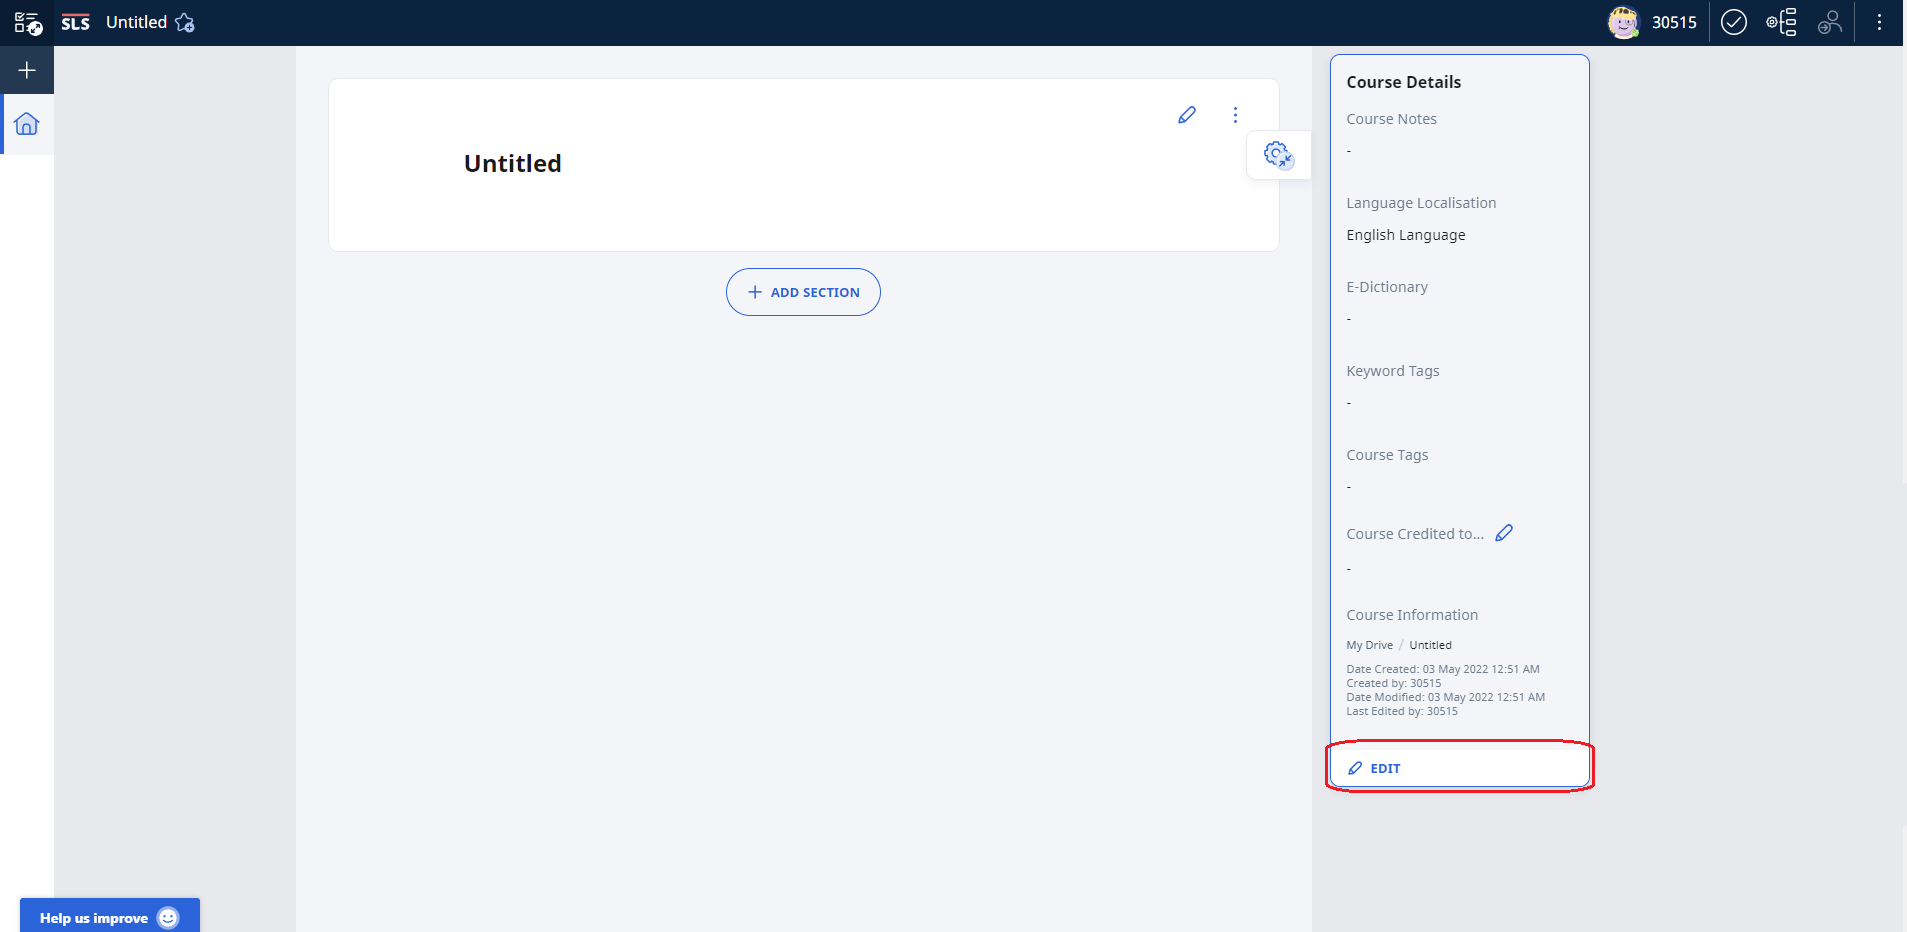 SLS Untitled
30515
Untitled
+ ADD SECTION
Course Details
Course Notes
-
Language Localisation
English Language
E-Dictionary
-
Keyword Tags
-
Course Tags
-
Course Credited to...
-
Course Information
My Drive / Untitled
Date Created: 03 May 2022 12:51 AM
Created by: 30515
Date Modified: 03 May 2022 12:51 AM
Last Edited by: 30515
EDIT
Help us improve